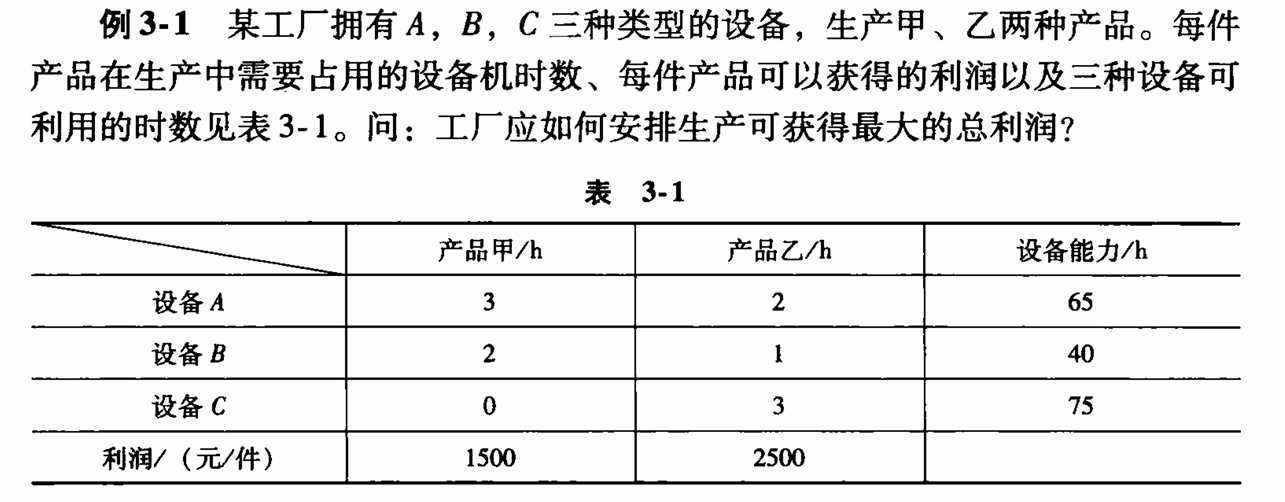 例3-1 某工厂拥有A，B，C三种类型的设备，生产甲、乙两种产品。每件
产品在生产中需要占用的设备机时数、每件产品可以获得的利润以及三种设备可
利用的时数见表3-1。问：工厂应如何安排生产可获得最大的总利润？
表 3-1
产品甲/h 产品乙/h 设备能力/h
设备A 3 2 65
设备B 2 1 40
设备C 0 3 75
利润/（元/件） 1500 2500